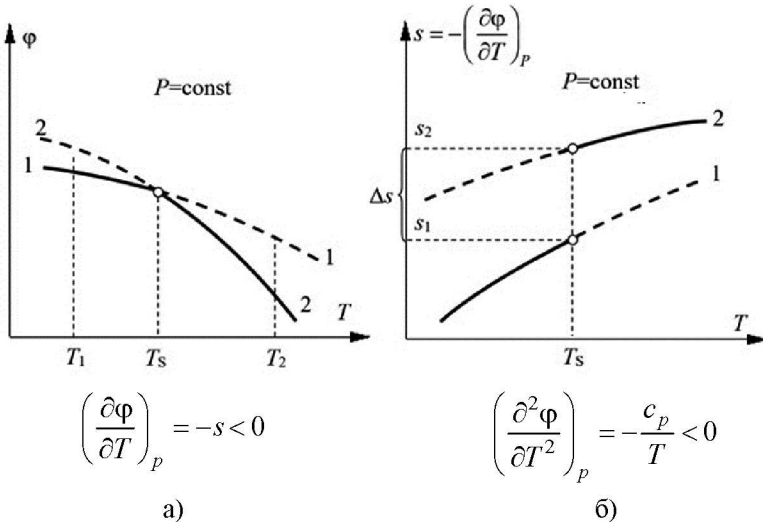 φ
P=const
2
1
1
2
T
T₁
Tₛ
T₂
(∂φ/∂T)ₚ = −s < 0
а)
s = −(∂φ/∂T)ₚ
P=const
s₂
2
1
Δs
s₁
T
Tₛ
(∂²φ/∂T²)ₚ = −cₚ/T < 0
б)